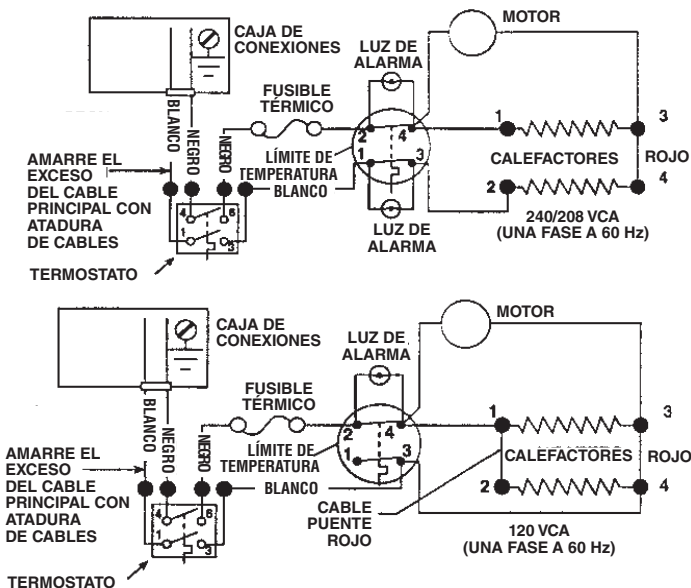 MOTOR
CAJA DE
CONEXIONES
LUZ DE
ALARMA
FUSIBLE
TÉRMICO
BLANCO
NEGRO
NEGRO
2
4
1
3
LÍMITE DE
TEMPERATURA
BLANCO
1
3
CALEFACTORES
ROJO
2
4
AMARRE EL
EXCESO
DEL CABLE
PRINCIPAL CON
ATADURA
DE CABLES
4
6
1
3
LUZ DE
ALARMA
240/208 VCA
(UNA FASE A 60 Hz)
TERMOSTATO
MOTOR
CAJA DE
CONEXIONES
LUZ DE
ALARMA
FUSIBLE
TÉRMICO
BLANCO
NEGRO
NEGRO
2
4
1
3
LÍMITE DE
TEMPERATURA
BLANCO
1
3
CALEFACTORES
ROJO
2
4
AMARRE EL
EXCESO
DEL CABLE
PRINCIPAL CON
ATADURA
DE CABLES
4
6
1
3
CABLE
PUENTE
ROJO
120 VCA
(UNA FASE A 60 Hz)
TERMOSTATO